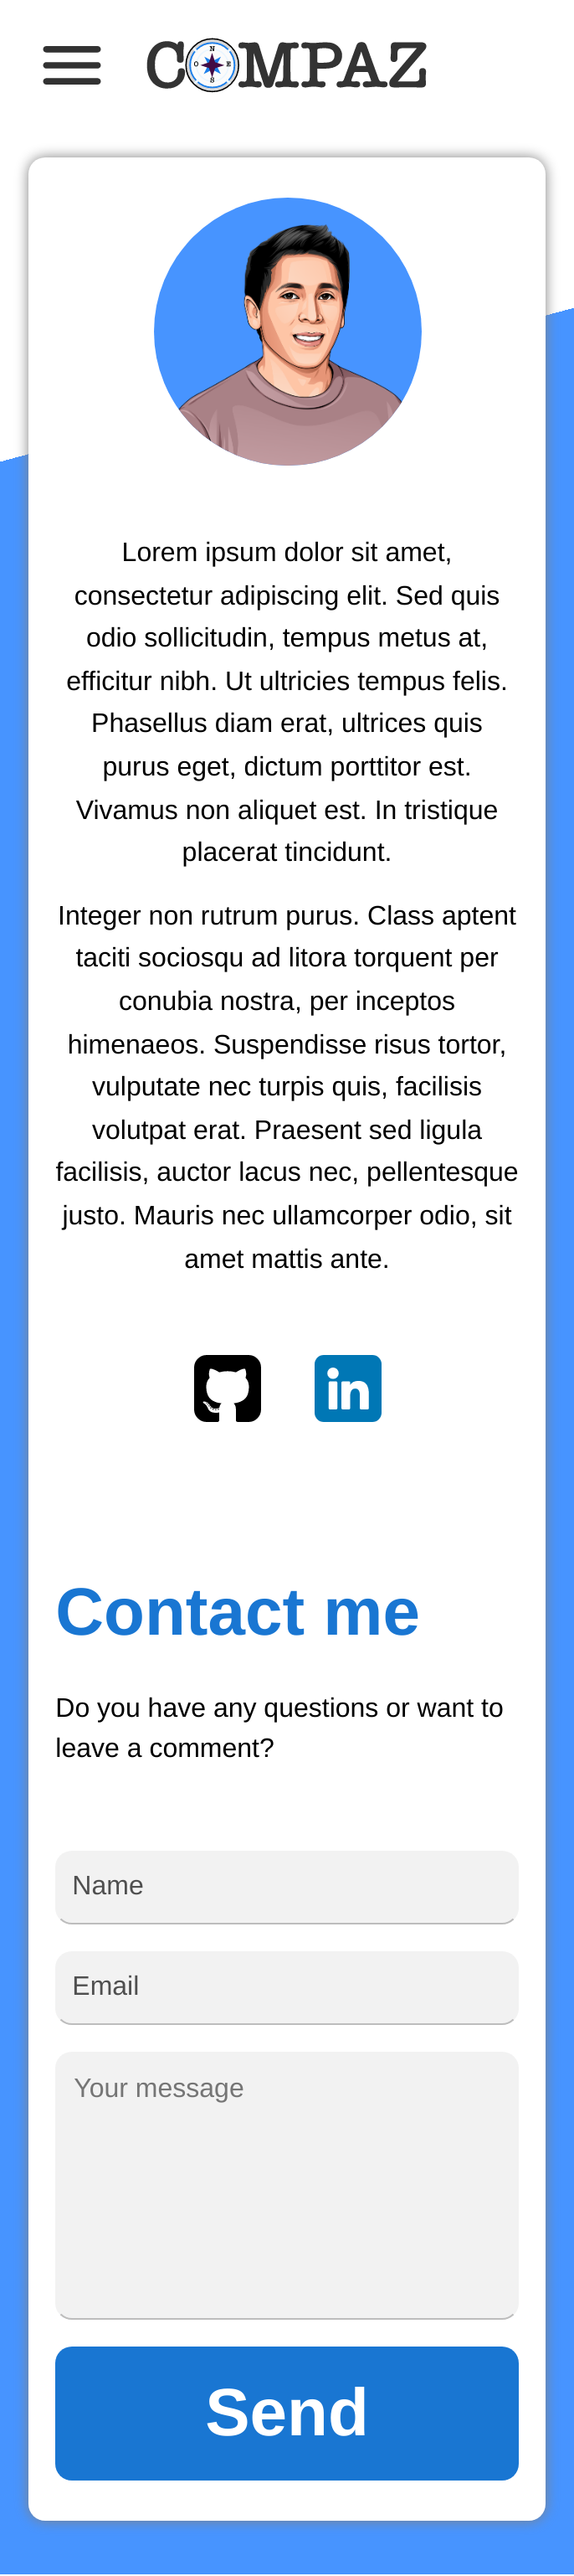 COMPAZ
N
O E
S
Lorem ipsum dolor sit amet,
consectetur adipiscing elit. Sed quis
odio sollicitudin, tempus metus at,
efficitur nibh. Ut ultricies tempus felis.
Phasellus diam erat, ultrices quis
purus eget, dictum porttitor est.
Vivamus non aliquet est. In tristique
placerat tincidunt.
Integer non rutrum purus. Class aptent
taciti sociosqu ad litora torquent per
conubia nostra, per inceptos
himenaeos. Suspendisse risus tortor,
vulputate nec turpis quis, facilisis
volutpat erat. Praesent sed ligula
facilisis, auctor lacus nec, pellentesque
justo. Mauris nec ullamcorper odio, sit
amet mattis ante.
in
Contact me
Do you have any questions or want to
leave a comment?
Name
Email
Your message
Send